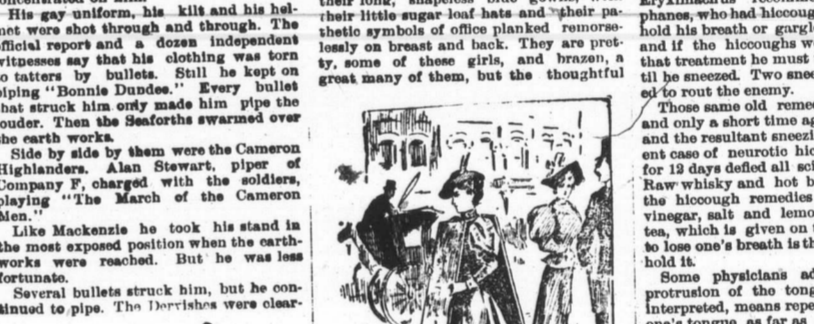 His gay uniform, his kilt and his hel-
met were shot through and through. The
official report and a dozen independent
witnesses say that his clothing was torn
to tatters by bullets. Still he kept on
piping "Bonnie Dundee." Every bullet
that struck him only made him pipe the
louder. Then the Seaforths swarmed over
the earth works.
Side by side by them were the Cameron
Highlanders. Alan Stewart, piper of
Company F, charged with the soldiers,
playing "The March of the Cameron
Men."
Like Mackenzie he took his stand in
the most exposed position when the earth-
works were reached. But he was less
fortunate.
Several bullets struck him, but he con-
tinued to pipe. The Derrishes were clear-
their long, shapeless blue gowns,
their little sugar loaf hats and their pa-
thetic symbols of office planked remorse-
lessly on breast and back. They are pret-
ty, some of these girls, and brazen, a
great many of them, but the thoughtful
phanes, who had hiccoug
hold his breath or gargle
and if the hiccoughs w
that treatment he must
til he sneezed. Two snee
ed to rout the enemy.
Those same old reme
and only a short time ag
and the resultant sneezi
ent case of neurotic hic
for 12 days defied all sci
Raw whisky and hot b
the hiccough remedies
vinegar, salt and lemo
tea, which is given on
to lose one's breath is th
hold it.
Some physicians ad
protrusion of the tong
interpreted, means repe
one's tongue, as far as